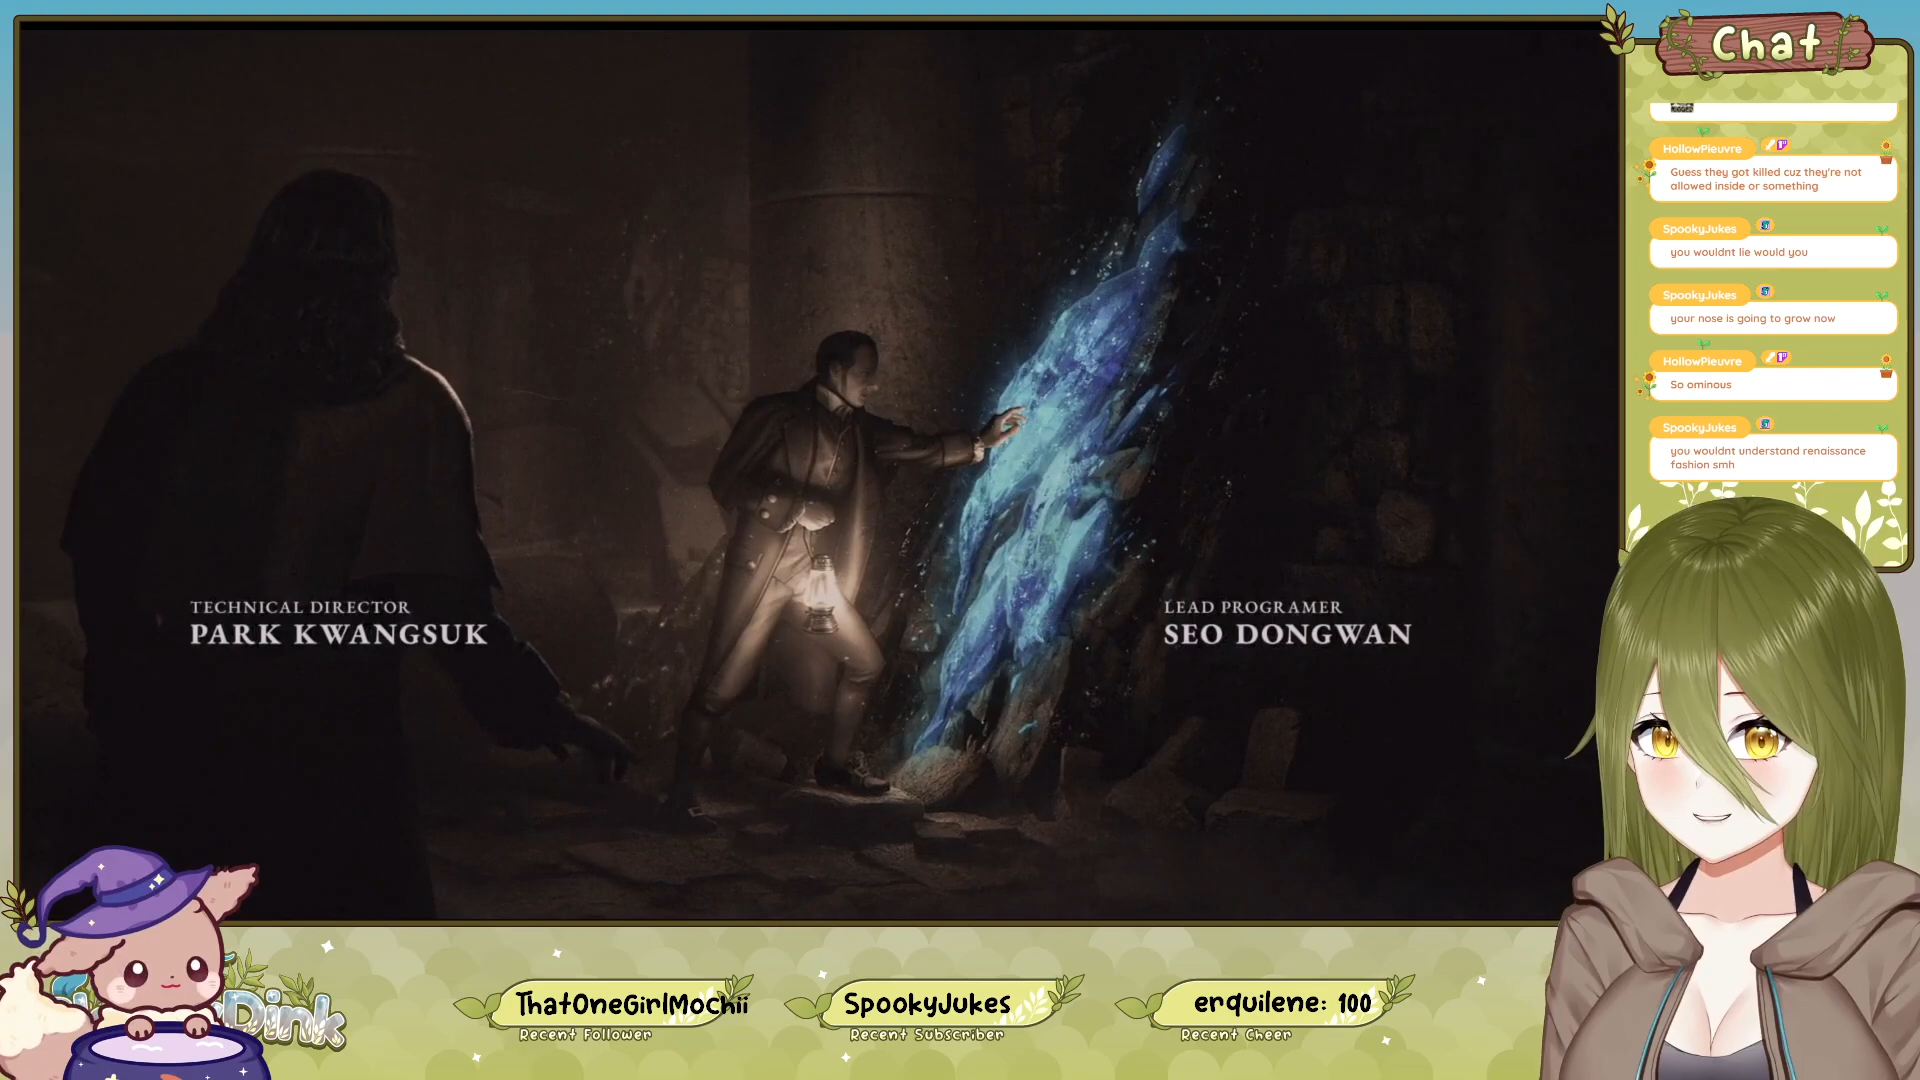 Chat
HollowPieuvre
Guess they got killed cuz they're not
allowed inside or something
SpookyJukes
you wouldnt lie would you
SpookyJukes
your nose is going to grow now
HollowPieuvre
So ominous
SpookyJukes
you wouldnt understand renaissance
fashion smh
TECHNICAL DIRECTOR
PARK KWANGSUK
LEAD PROGRAMER
SEO DONGWAN
Dink
ThatOneGirlMochii
Recent Follower
SpookyJukes
Recent Subscriber
erquilene: 100
Recent Cheer